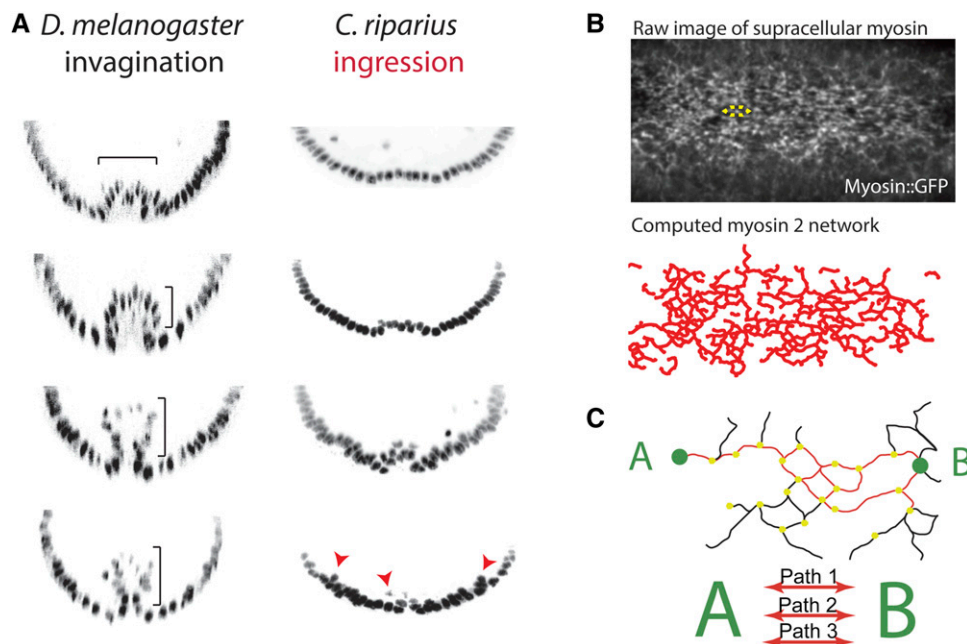 A
D. melanogaster
invagination
C. riparius
ingression
B
Raw image of supracellular myosin
Myosin::GFP
Computed myosin 2 network
C
A
B
A
Path 1
Path 2
Path 3
B